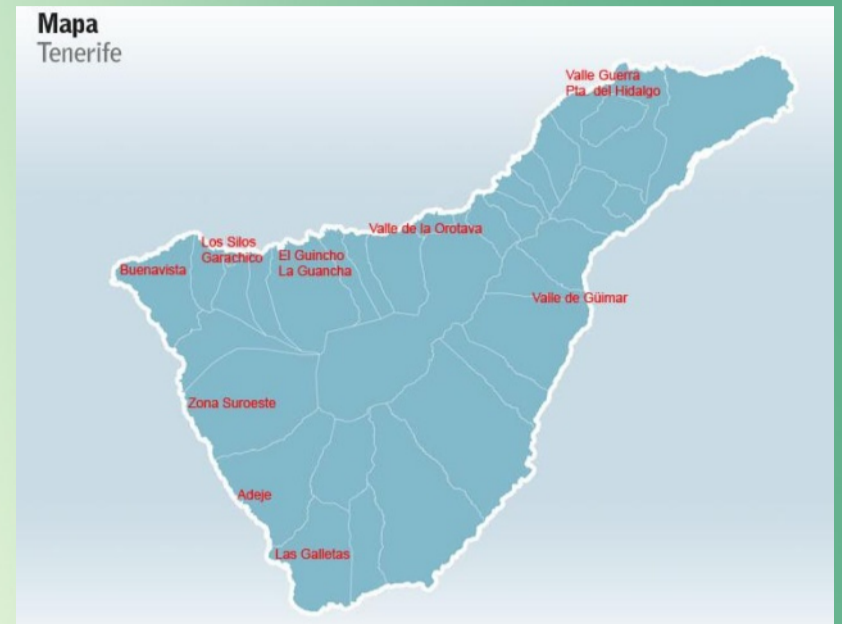 Mapa
Tenerife
Valle Guerra
Pta. del Hidalgo
Valle de la Orotava
Los Silos
Garachico
El Guincho
La Guancha
Buenavista
Valle de Güimar
Zona Suroeste
Adeje
Las Galletas